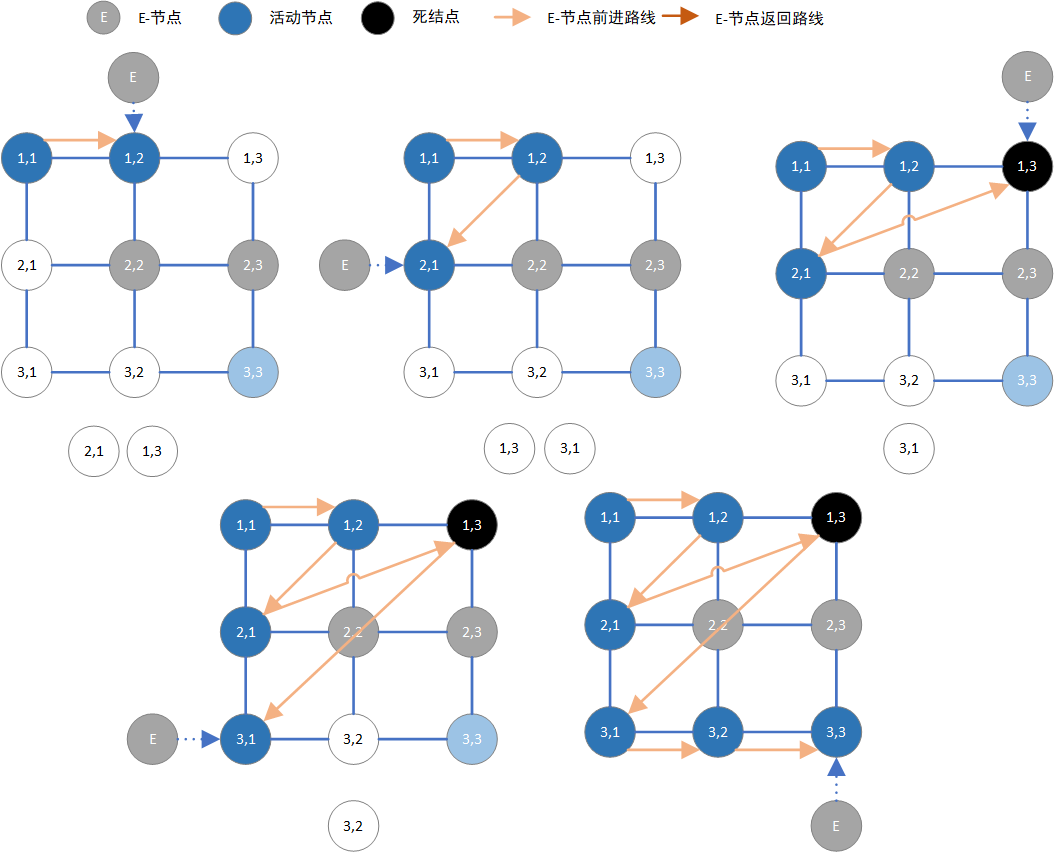 E E-节点 活动节点 死结点 E-节点前进路线 E-节点返回路线
E E
1,1 1,2 1,3 1,1 1,2 1,3 1,1 1,2 1,3
2,1 2,2 2,3 E 2,1 2,2 2,3 2,1 2,2 2,3
3,1 3,2 3,3 3,1 3,2 3,3 3,1 3,2 3,3
2,1 1,3 1,3 3,1 3,1
1,1 1,2 1,3 1,1 1,2 1,3
2,1 2,2 2,3 2,1 2,2 2,3
E 3,1 3,2 3,3 3,1 3,2 3,3
3,2 E